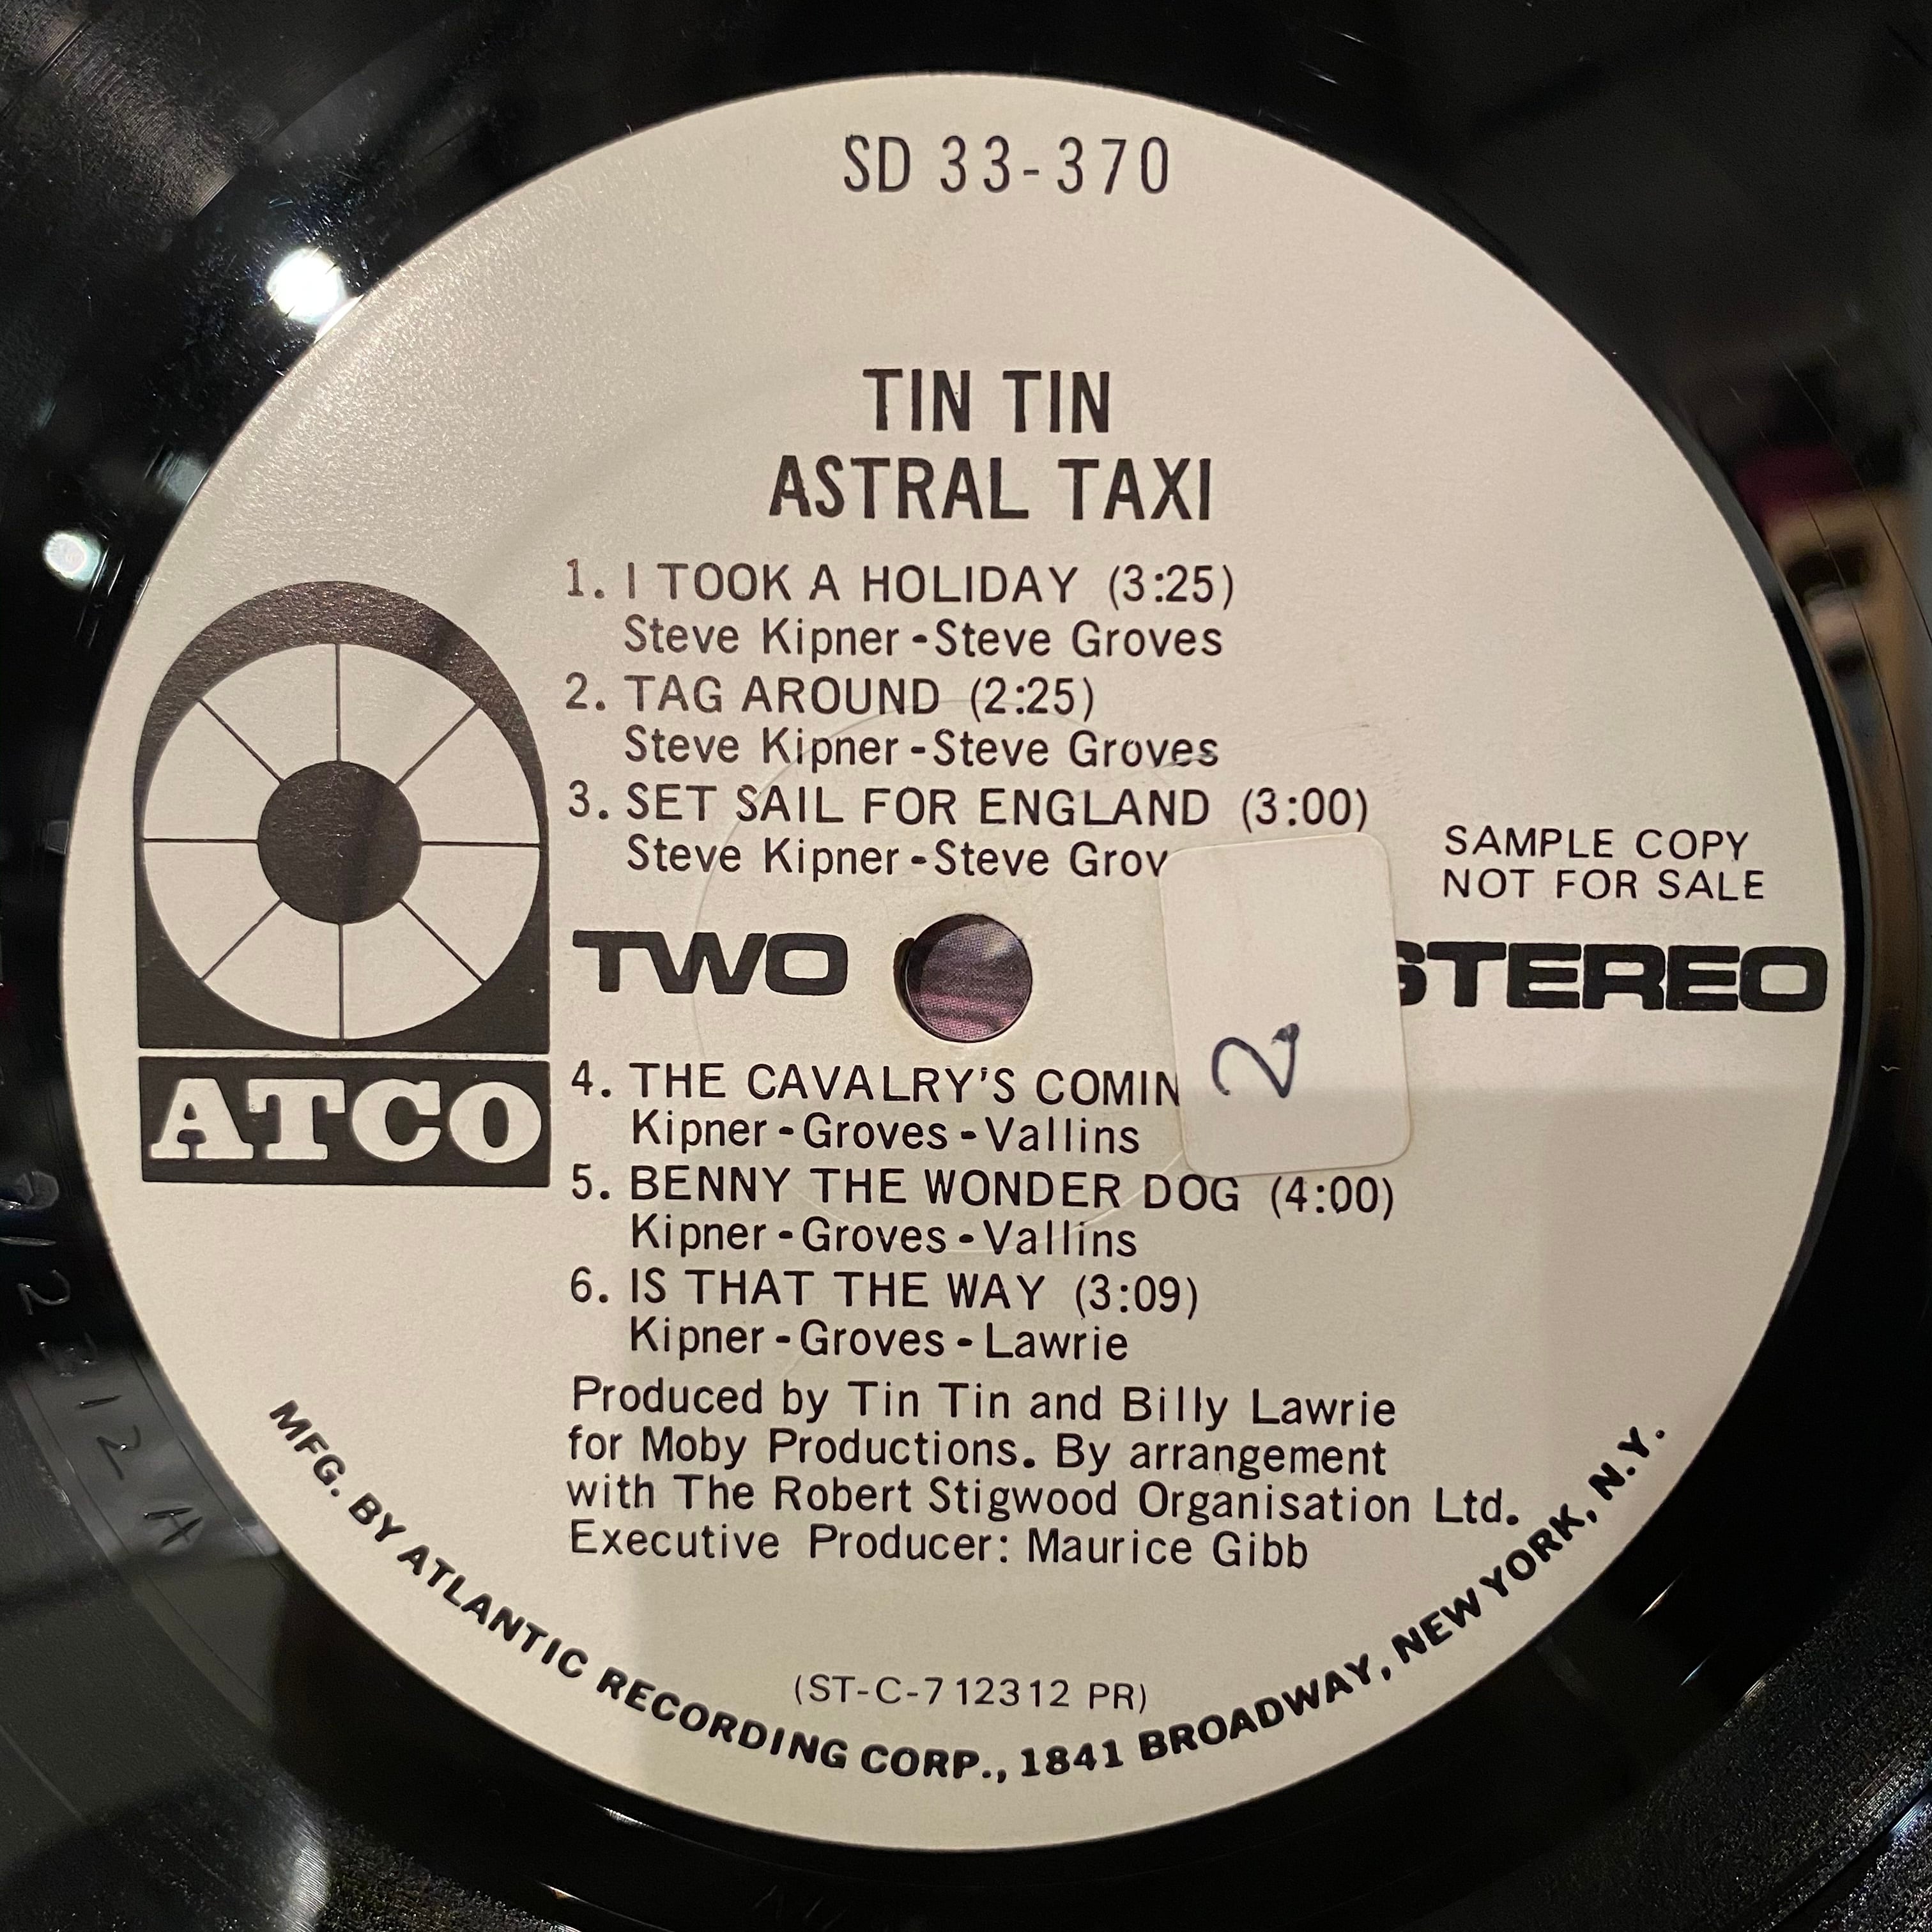 SD 33-370
TIN TIN
ASTRAL TAXI
1. I TOOK A HOLIDAY (3:25)
Steve Kipner-Steve Groves
2. TAG AROUND (2:25)
Steve Kipner-Steve Groves
3. SET SAIL FOR ENGLAND (3:00)
Steve Kipner-Steve Grov
SAMPLE COPY
NOT FOR SALE
TWO
STEREO
2
ATCO
4. THE CAVALRY'S COMIN
Kipner-Groves-Vallins
5. BENNY THE WONDER DOG (4:00)
Kipner-Groves-Vallins
6. IS THAT THE WAY (3:09)
Kipner-Groves-Lawrie
Produced by Tin Tin and Billy Lawrie
for Moby Productions. By arrangement
with The Robert Stigwood Organisation Ltd.
Executive Producer: Maurice Gibb
(ST-C-712312 PR)
MFG. BY ATLANTIC RECORDING CORP., 1841 BROADWAY, NEW YORK, N.Y.